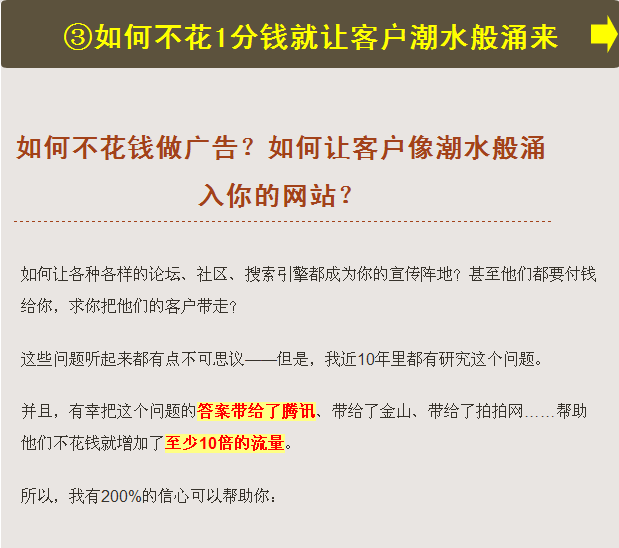 ③如何不花1分钱就让客户潮水般涌来
如何不花钱做广告？如何让客户像潮水般涌
入你的网站？
如何让各种各样的论坛、社区、搜索引擎都成为你的宣传阵地？甚至他们都要付钱
给你，求你把他们的客户带走？
这些问题听起来都有点不可思议——但是，我近10年里都有研究这个问题。
并且，有幸把这个问题的答案带给了腾讯、带给了金山、带给了拍拍网……帮助
他们不花钱就增加了至少10倍的流量。
所以，我有200%的信心可以帮助你：